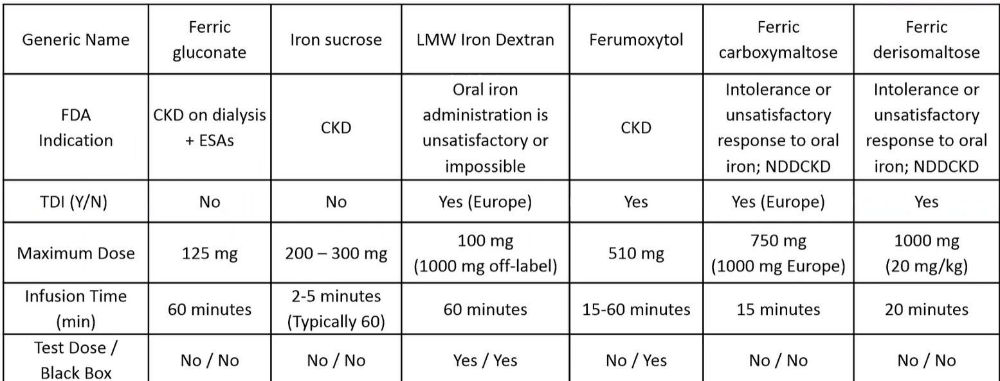 Generic Name
Ferric
gluconate
Iron sucrose
LMW Iron Dextran
Ferumoxytol
Ferric
carboxymaltose
Ferric
derisomaltose
FDA
Indication
CKD on dialysis
+ ESAs
CKD
Oral iron
administration is
unsatisfactory or
impossible
CKD
Intolerance or
unsatisfactory
response to oral
iron; NDDCKD
Intolerance or
unsatisfactory
response to oral
iron; NDDCKD
TDI (Y/N)
No
No
Yes (Europe)
Yes
Yes (Europe)
Yes
Maximum Dose
125 mg
200 – 300 mg
100 mg
(1000 mg off-label)
510 mg
750 mg
(1000 mg Europe)
1000 mg
(20 mg/kg)
Infusion Time
(min)
60 minutes
2-5 minutes
(Typically 60)
60 minutes
15-60 minutes
15 minutes
20 minutes
Test Dose /
Black Box
No / No
No / No
Yes / Yes
No / Yes
No / No
No / No